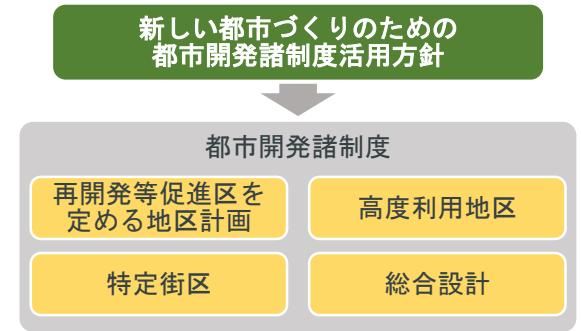 新しい都市づくりのための
都市開発諸制度活用方針
都市開発諸制度
再開発等促進区を
定める地区計画
高度利用地区
特定街区
総合設計